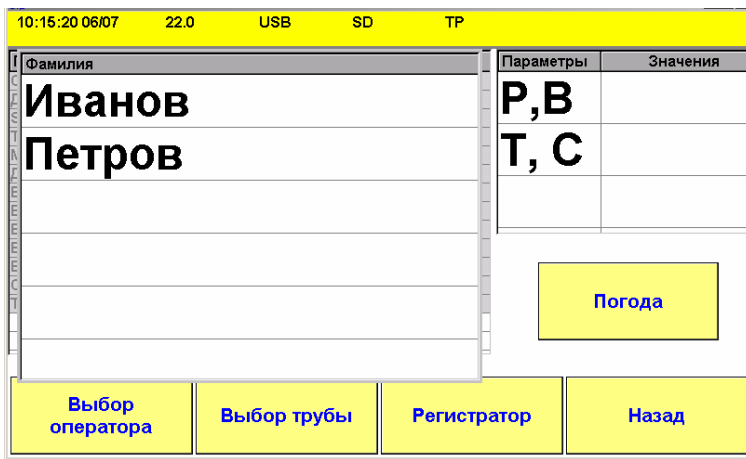 10:15:20 06/07 22.0 USB SD TP
Фамилия
Иванов
Петров
Параметры Значения
Р,В
Т, С
Погода
Выбор оператора
Выбор трубы
Регистратор
Назад